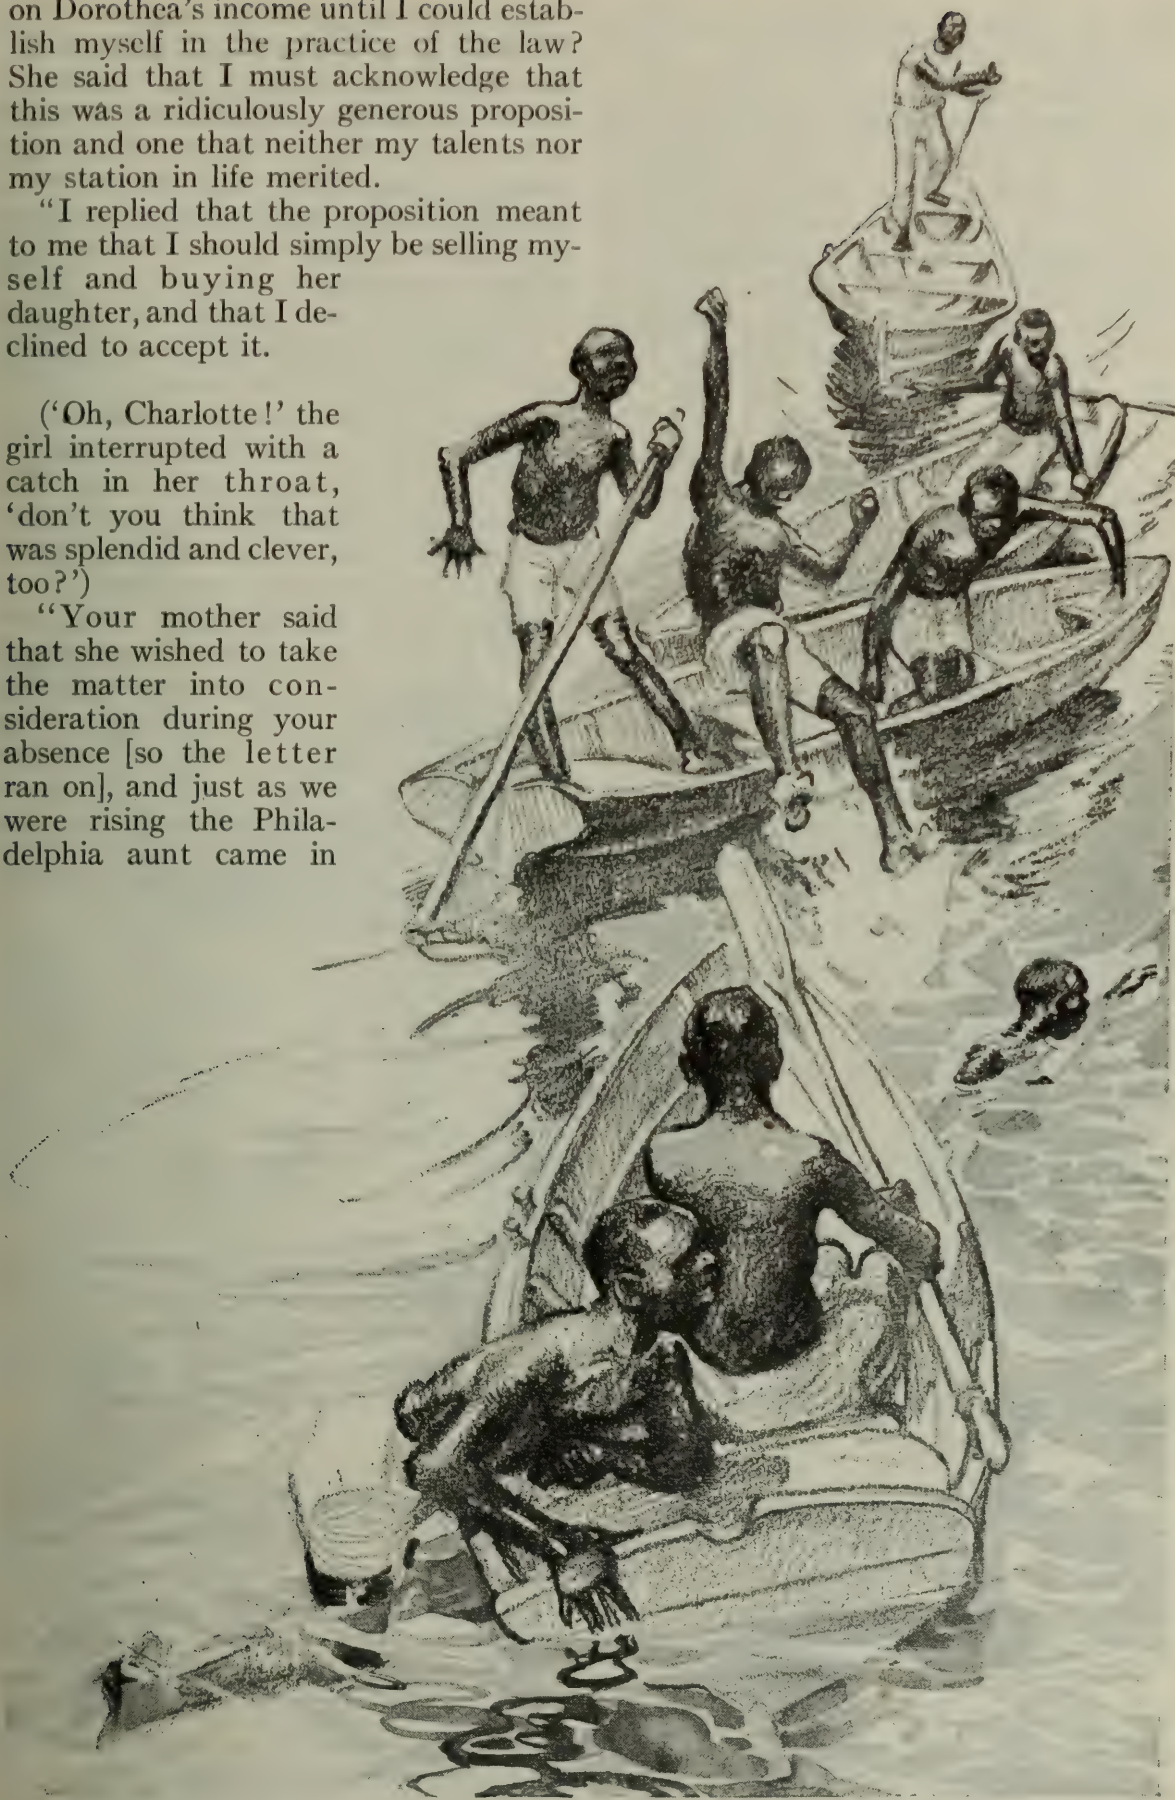 on Dorothea's income until I could estab-
lish myself in the practice of the law?
She said that I must acknowledge that
this was a ridiculously generous proposi-
tion and one that neither my talents nor
my station in life merited.
"I replied that the proposition meant
to me that I should simply be selling my-
self and buying her
daughter, and that I de-
clined to accept it.
('Oh, Charlotte!' the
girl interrupted with a
catch in her throat,
'don't you think that
was splendid and clever,
too?')
"Your mother said
that she wished to take
the matter into con-
sideration during your
absence [so the letter
ran on], and just as we
were rising the Phila-
delphia aunt came in